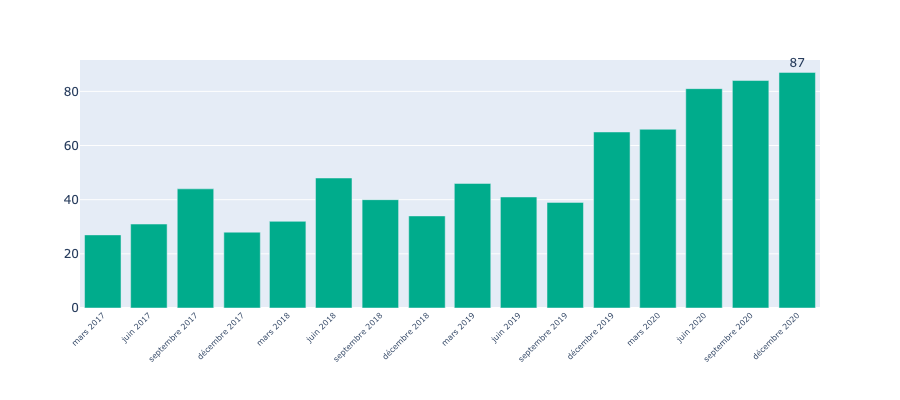 87
80
60
40
20
0
mars 2017
juin 2017
septembre 2017
décembre 2017
mars 2018
juin 2018
septembre 2018
décembre 2018
mars 2019
juin 2019
septembre 2019
décembre 2019
mars 2020
juin 2020
septembre 2020
décembre 2020